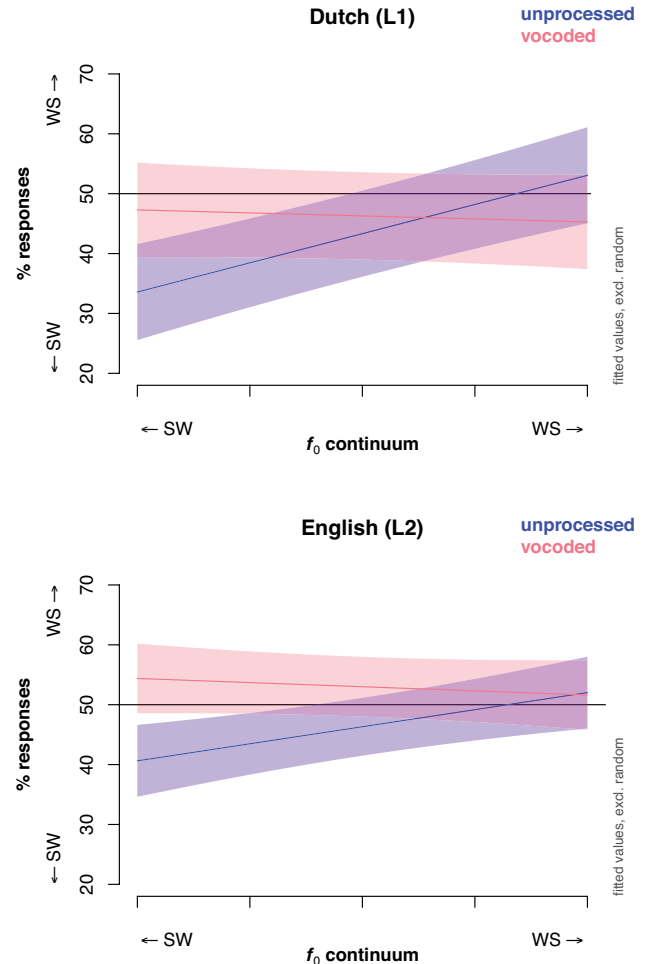 Dutch (L1)
unprocessed
vocoded
% responses
← SW
WS →
20
30
40
50
60
70
← SW
WS →
f0 continuum
fitted values, excl. random
English (L2)
unprocessed
vocoded
% responses
← SW
WS →
20
30
40
50
60
70
← SW
WS →
f0 continuum
fitted values, excl. random